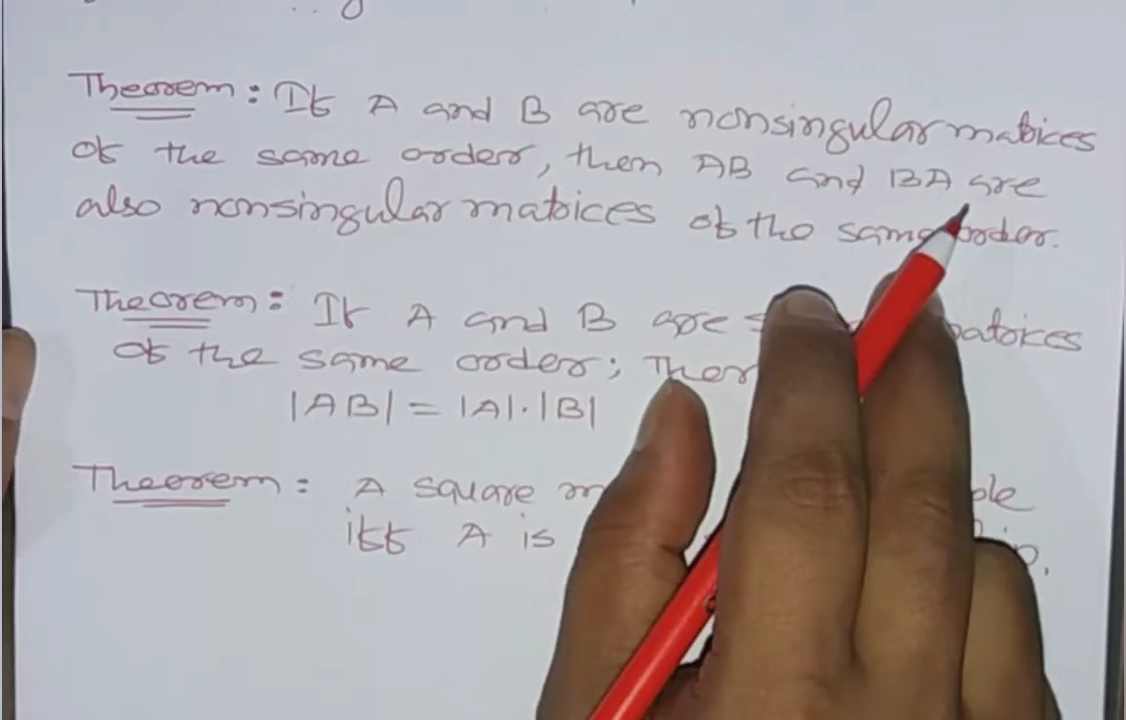 Theorem: If A and B are nonsingular matrices
of the same order, then AB and BA are
also nonsingular matrices of the same order.
Theorem: If A and B are
of the same order; Then
|AB| = |A|.|B|
Theorem: A square
iff A is